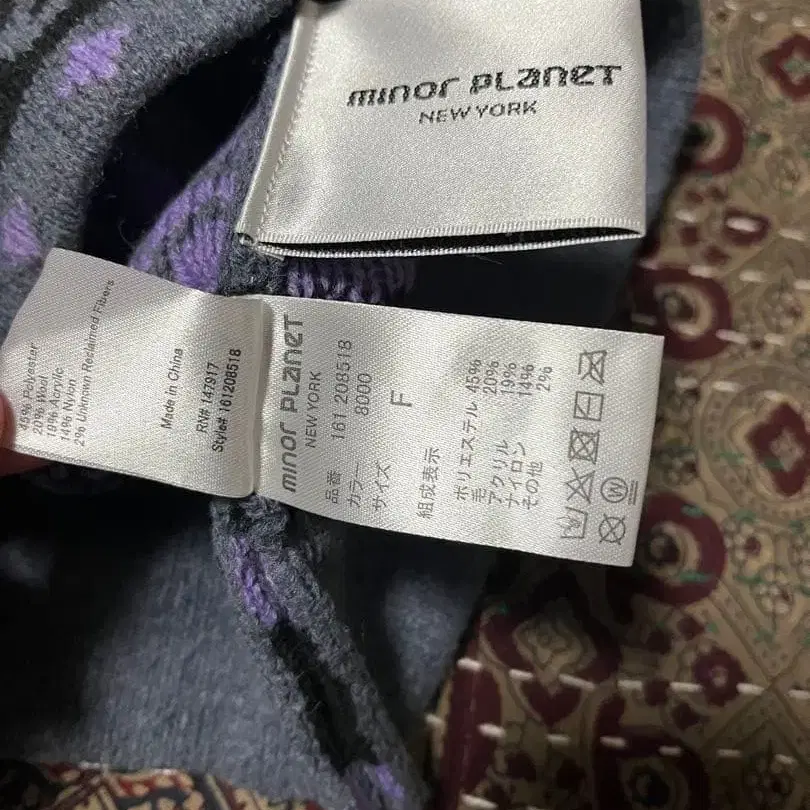 minor planet
NEW YORK
45% Polyester
20% Wool
19% Acrylic
14% Nylon
2% Unknown Reclaimed Fibers
Made in China
RN# 147917
Style# 161208518
minor planet
NEW YORK
品番 161 208518
カラー 8000
サイズ F
組成表示
ポリエステル 45%
毛 20%
アクリル 19%
ナイロン 14%
その他 2%
W